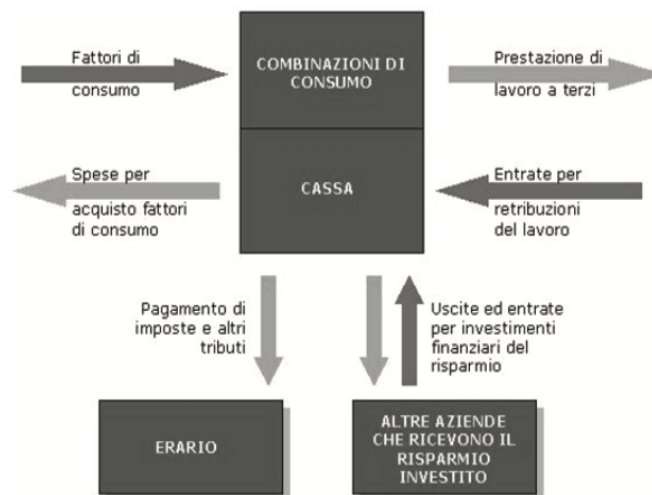 Fattori di
consumo
COMBINAZIONI DI
CONSUMO
Prestazione di
lavoro a terzi
Spese per
acquisto fattori
di consumo
CASSA
Entrate per
retribuzioni
del lavoro
Pagamento di
imposte e altri
tributi
Uscite ed entrate
per investimenti
finanziari del
risparmio
ERARIO
ALTRE AZIENDE
CHE RICEVONO IL
RISPARMIO
INVESTITO